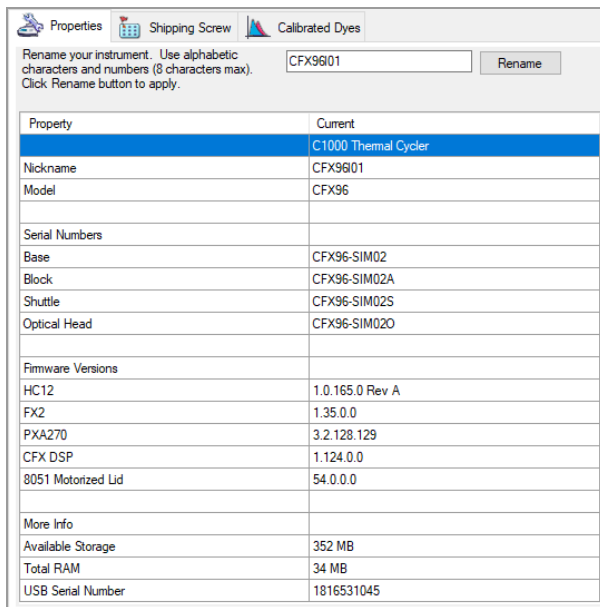 Properties Shipping Screw Calibrated Dyes
Rename your instrument. Use alphabetic
characters and numbers (8 characters max).
Click Rename button to apply.
CFX96I01 Rename
Property Current
C1000 Thermal Cycler
Nickname CFX96I01
Model CFX96
Serial Numbers
Base CFX96-SIM02
Block CFX96-SIM02A
Shuttle CFX96-SIM02S
Optical Head CFX96-SIM02O
Firmware Versions
HC12 1.0.165.0 Rev A
FX2 1.35.0.0
PXA270 3.2.128.129
CFX DSP 1.124.0.0
8051 Motorized Lid 54.0.0.0
More Info
Available Storage 352 MB
Total RAM 34 MB
USB Serial Number 1816531045